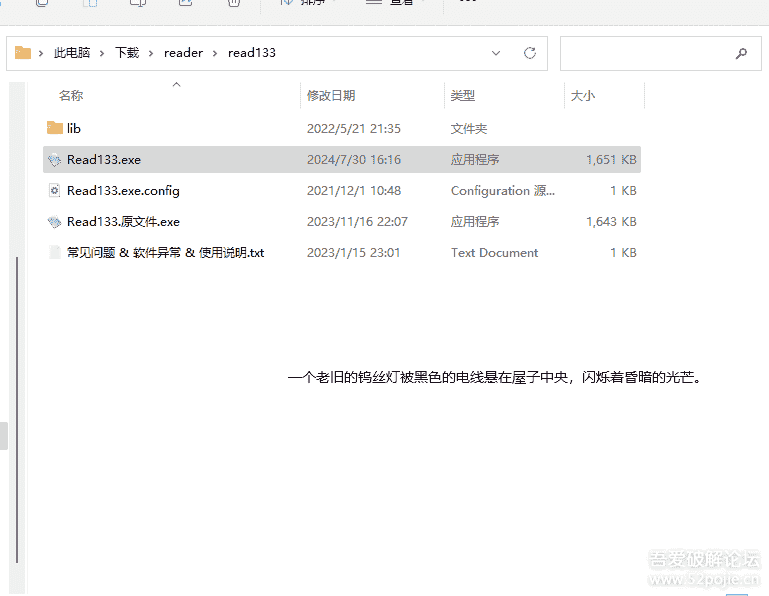 排序 查看
此电脑 › 下载 › reader › read133
名称 修改日期 类型 大小
lib 2022/5/21 21:35 文件夹
Read133.exe 2024/7/30 16:16 应用程序 1,651 KB
Read133.exe.config 2021/12/1 10:48 Configuration 源... 1 KB
Read133.原文件.exe 2023/11/16 22:07 应用程序 1,643 KB
常见问题 & 软件异常 & 使用说明.txt 2023/1/15 23:01 Text Document 1 KB
一个老旧的钨丝灯被黑色的电线悬在屋子中央，闪烁着昏暗的光芒。
吾爱破解论坛
www.52pojie.cn